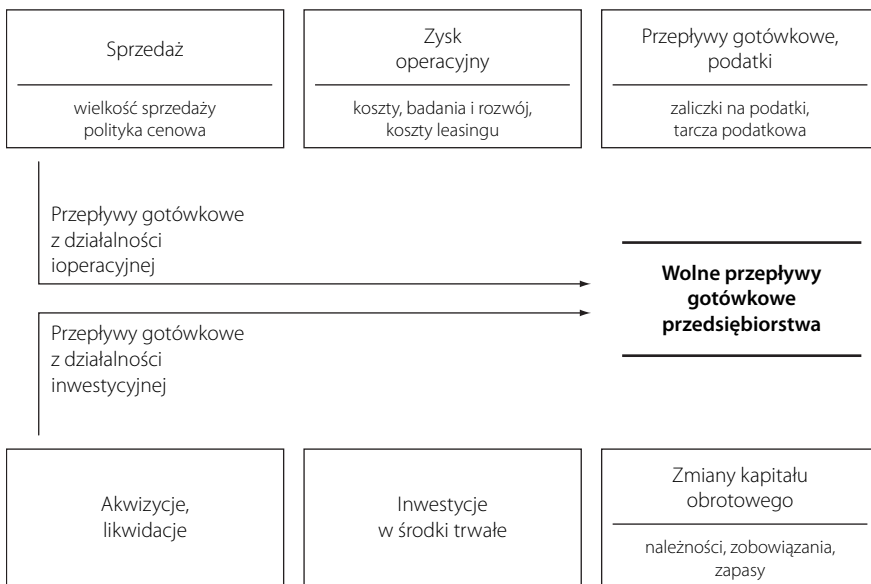 Sprzedaż
wielkość sprzedaży
polityka cenowa
Zysk
operacyjny
koszty, badania i rozwój,
koszty leasingu
Przepływy gotówkowe,
podatki
zaliczki na podatki,
tarcza podatkowa
Przepływy gotówkowe
z działalności
ioperacyjnej
Wolne przepływy
gotówkowe
przedsiębiorstwa
Przepływy gotówkowe
z działalności
inwestycyjnej
Akwizycje,
likwidacje
Inwestycje
w środki trwałe
Zmiany kapitału
obrotowego
należności, zobowiązania,
zapasy